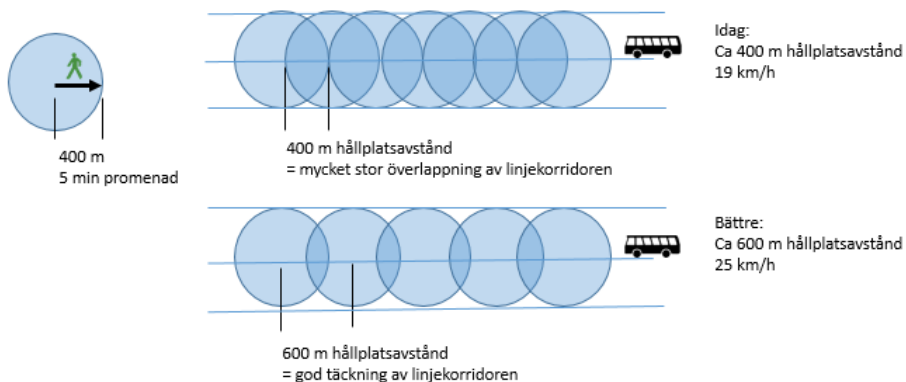 Idag:
Ca 400 m hållplatsavstånd
19 km/h
400 m
5 min promenad
400 m hållplatsavstånd
= mycket stor överlappning av linjekorridoren
Bättre:
Ca 600 m hållplatsavstånd
25 km/h
600 m hållplatsavstånd
= god täckning av linjekorridoren